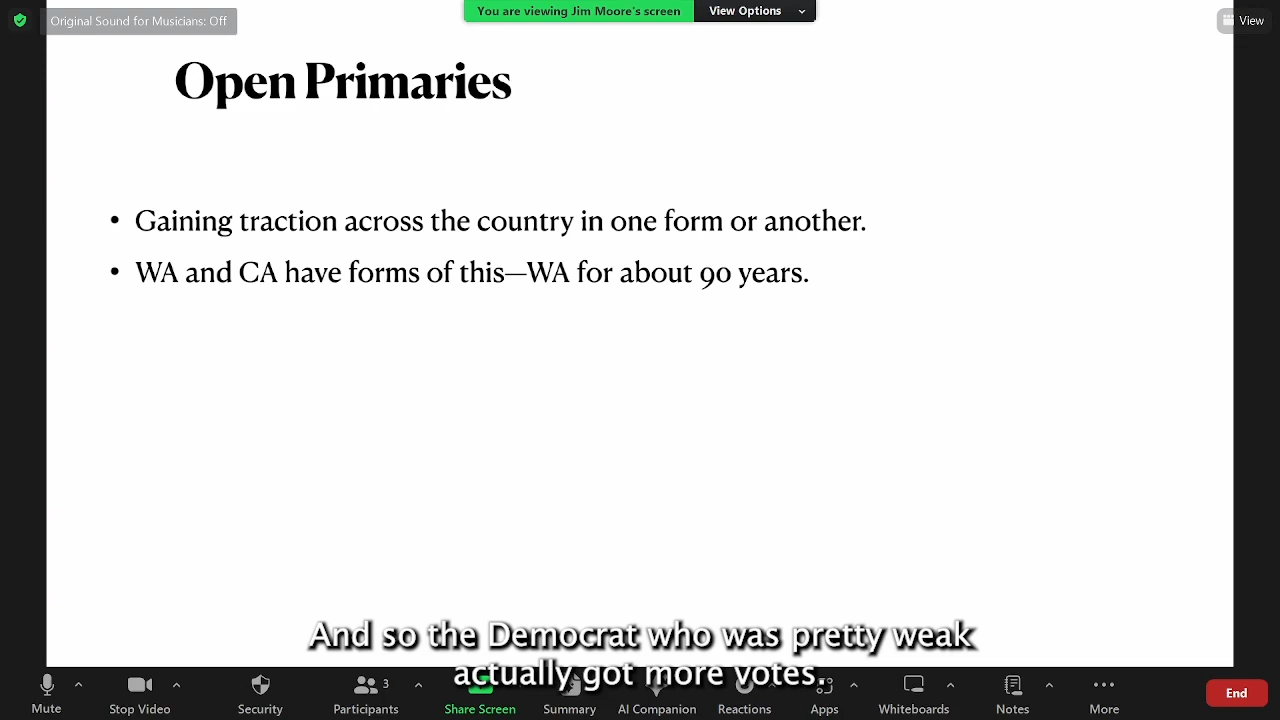 Original Sound for Musicians: Off
You are viewing Jim Moore's screen
View Options
View
Open Primaries
• Gaining traction across the country in one form or another.
• WA and CA have forms of this—WA for about 90 years.
And so the Democrat who was pretty weak
actually got more votes.
3
Mute
Stop Video
Security
Participants
Share Screen
Summary
AI Companion
Reactions
Apps
Whiteboards
Notes
More
End